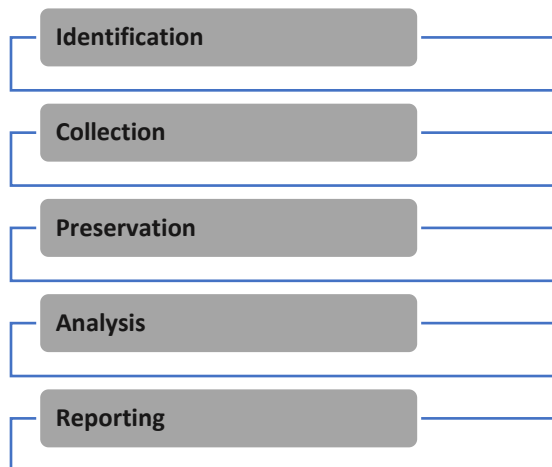 Identification
Collection
Preservation
Analysis
Reporting